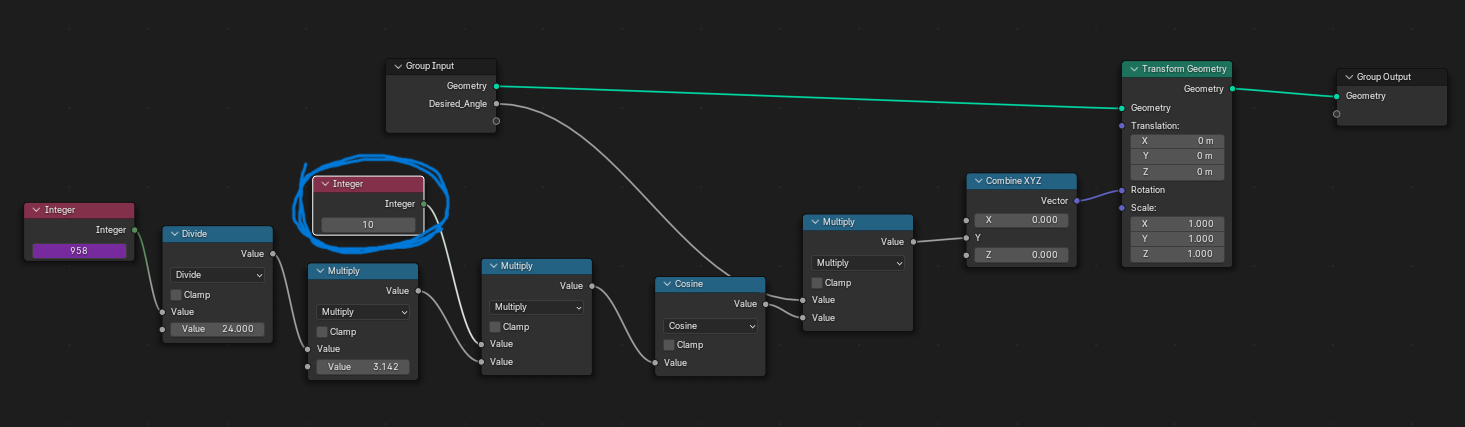 Group Input
Geometry
Desired_Angle
Transform Geometry
Geometry
Geometry
Translation:
X 0 m
Y 0 m
Z 0 m
Rotation
Scale:
X 1.000
Y 1.000
Z 1.000
Group Output
Geometry
Integer
Integer
10
Integer
Integer
958
Divide
Value
Divide
Clamp
Value
Value 24.000
Multiply
Value
Multiply
Clamp
Value
Value 3.142
Multiply
Value
Multiply
Clamp
Value
Value
Cosine
Value
Cosine
Clamp
Value
Multiply
Value
Multiply
Clamp
Value
Value
Combine XYZ
Vector
X 0.000
Y
Z 0.000